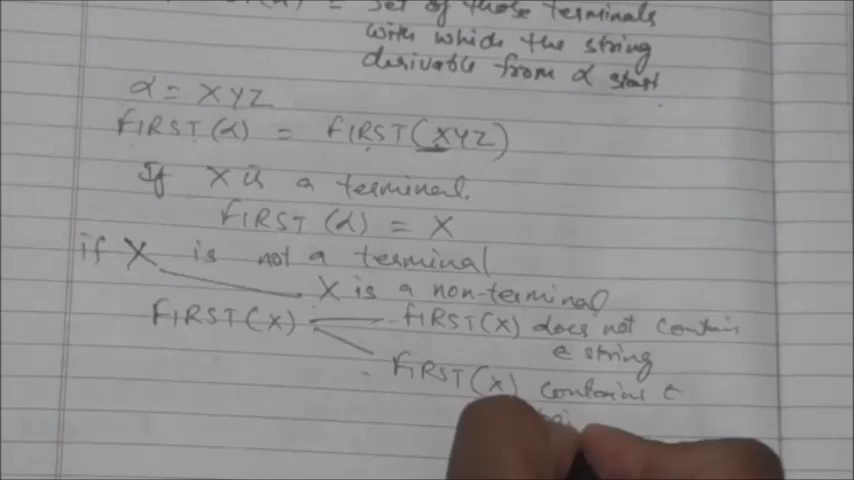 (α) = set of those terminals
with which the string
derivable from α start
α = XYZ
FIRST(α) = FIRST(XYZ)
If X is a terminal.
FIRST (α) = X
if X is not a terminal
X is a non-terminal
FIRST(X) FIRST(X) does not contain
e string
FIRST(X) contains e